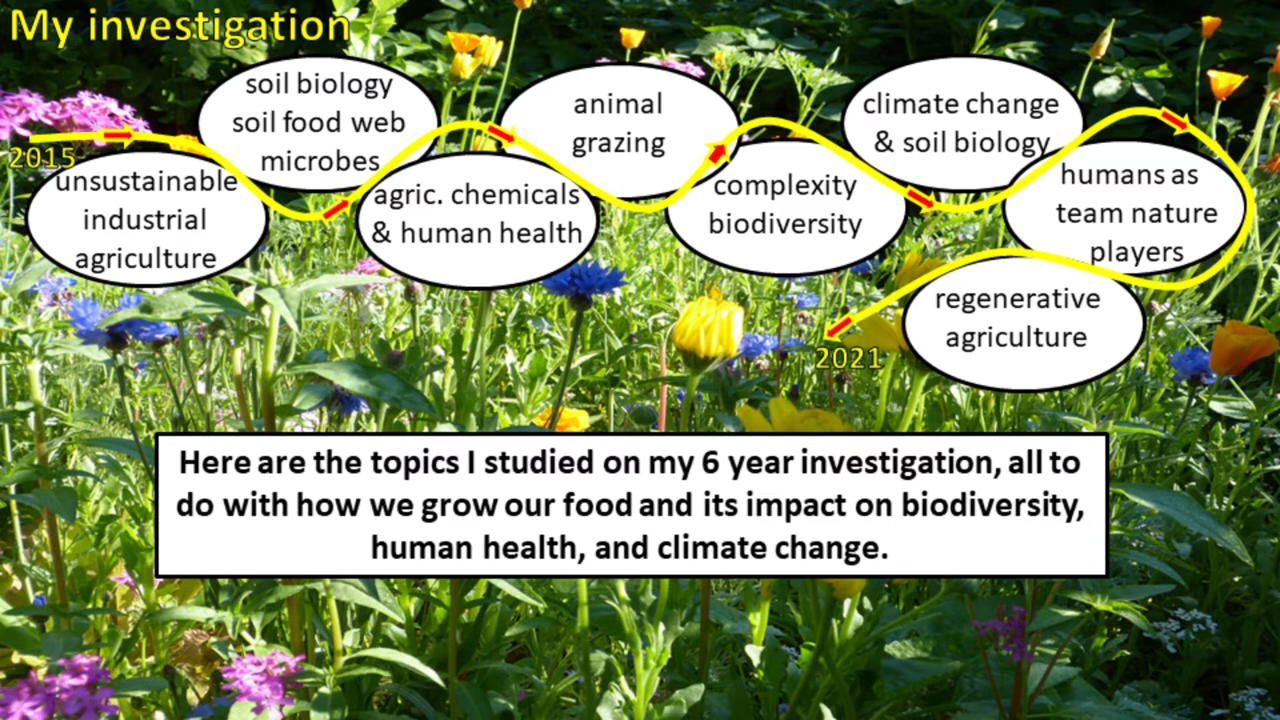 My investigation
2015
unsustainable
industrial
agriculture
soil biology
soil food web
microbes
agric. chemicals
& human health
animal
grazing
complexity
biodiversity
climate change
& soil biology
humans as
team nature
players
regenerative
agriculture
2021
Here are the topics I studied on my 6 year investigation, all to
do with how we grow our food and its impact on biodiversity,
human health, and climate change.